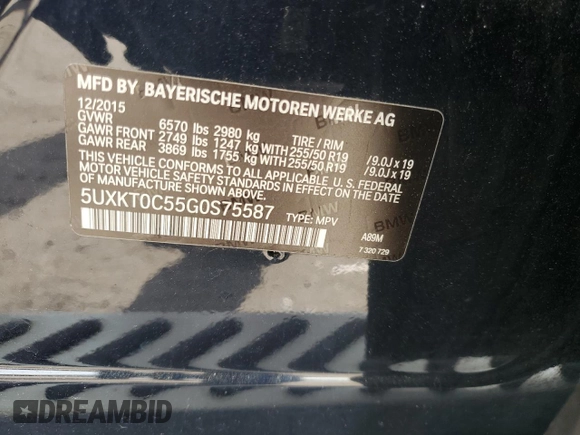 MFD BY BAYERISCHE MOTOREN WERKE AG
12/2015
GVWR 6570 lbs 2980 kg TIRE / RIM
GAWR FRONT 2749 lbs 1247 kg WITH 255/50 R19 /9.0J x 19
GAWR REAR 3869 lbs 1755 kg WITH 255/50 R19 /9.0J x 19
THIS VEHICLE CONFORMS TO ALL APPLICABLE U.S. FEDERAL
MOTOR VEHICLE SAFETY STANDARDS IN EFFECT ON THE DATE OF
MANUFACTURE SHOWN ABOVE.
5UXKT0C55G0S75587 TYPE: MPV
A89M
7 320 729
DREAMBID